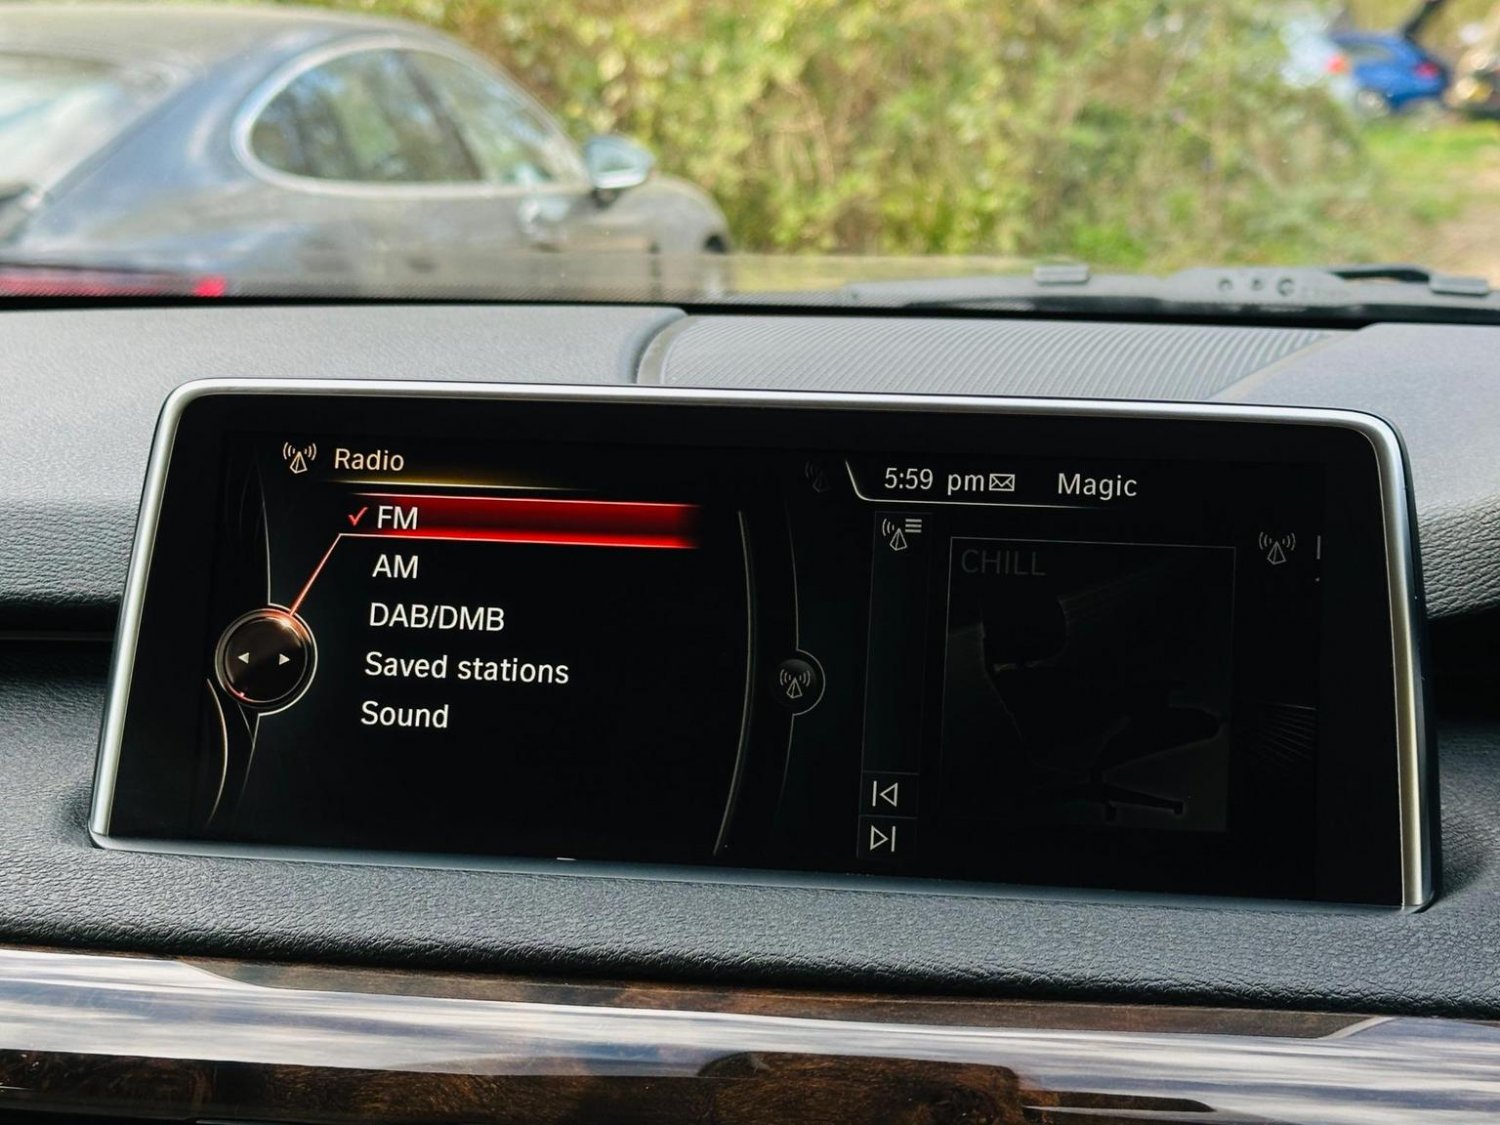 Radio
5:59 pm Magic
FM
AM
DAB/DMB
Saved stations
Sound
CHILL